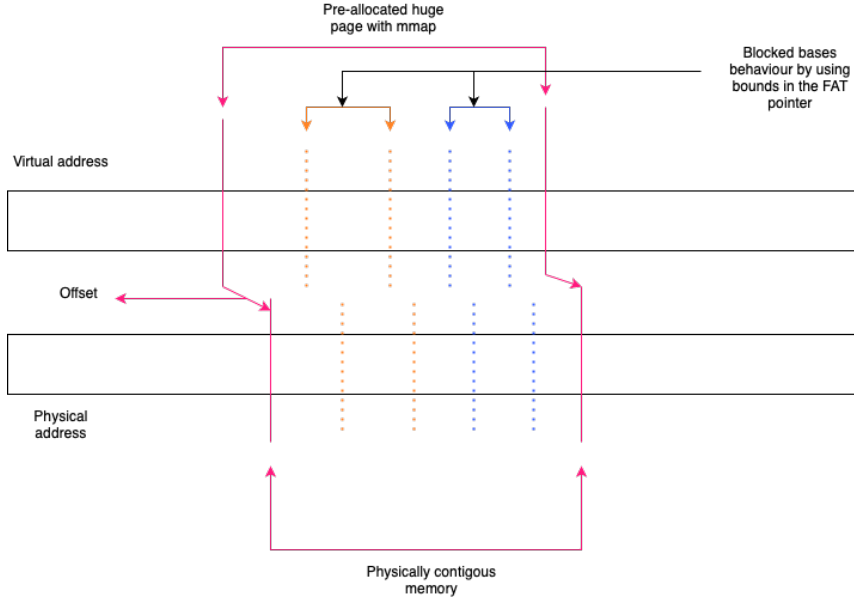 Pre-allocated huge
page with mmap
Blocked bases
behaviour by using
bounds in the FAT
pointer
Virtual address
Offset
Physical
address
Physically contigous
memory